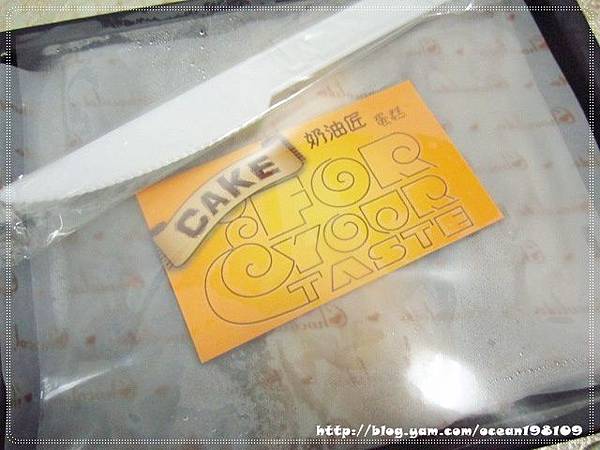 奶油匠 蛋糕
CAKE
FOR
YOUR
TASTE
http://blog.yam.com/ocean198109